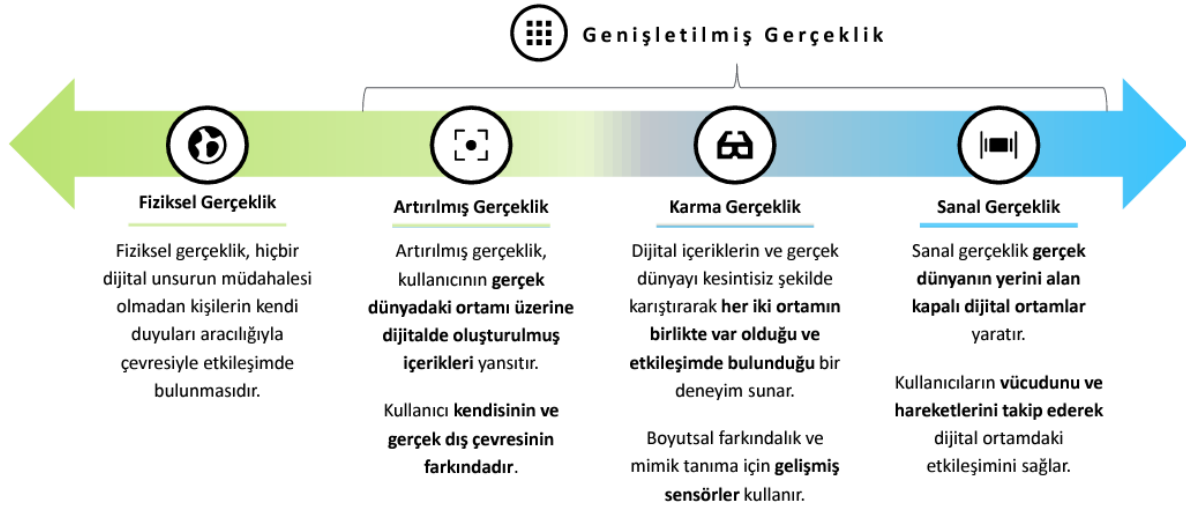 Genişletilmiş Gerçeklik
Fiziksel Gerçeklik
Fiziksel gerçeklik, hiçbir
dijital unsurun müdahalesi
olmadan kişilerin kendi
duyuları aracılığıyla
çevresiyle etkileşimde
bulunmasıdır.
Artırılmış Gerçeklik
Artırılmış gerçeklik,
kullanıcının gerçek
dünyadaki ortamı üzerine
dijitalde oluşturulmuş
içerikleri yansıtır.
Kullanıcı kendisinin ve
gerçek dış çevresinin
farkındadır.
Karma Gerçeklik
Dijital içeriklerin ve gerçek
dünyayı kesintisiz şekilde
karıştırarak her iki ortamın
birlikte var olduğu ve
etkileşimde bulunduğu bir
deneyim sunar.
Boyutsal farkındalık ve
mimik tanıma için gelişmiş
sensörler kullanır.
Sanal Gerçeklik
Sanal gerçeklik gerçek
dünyanın yerini alan
kapalı dijital ortamlar
yaratır.
Kullanıcıların vücudunu ve
hareketlerini takip ederek
dijital ortamdaki
etkileşimini sağlar.